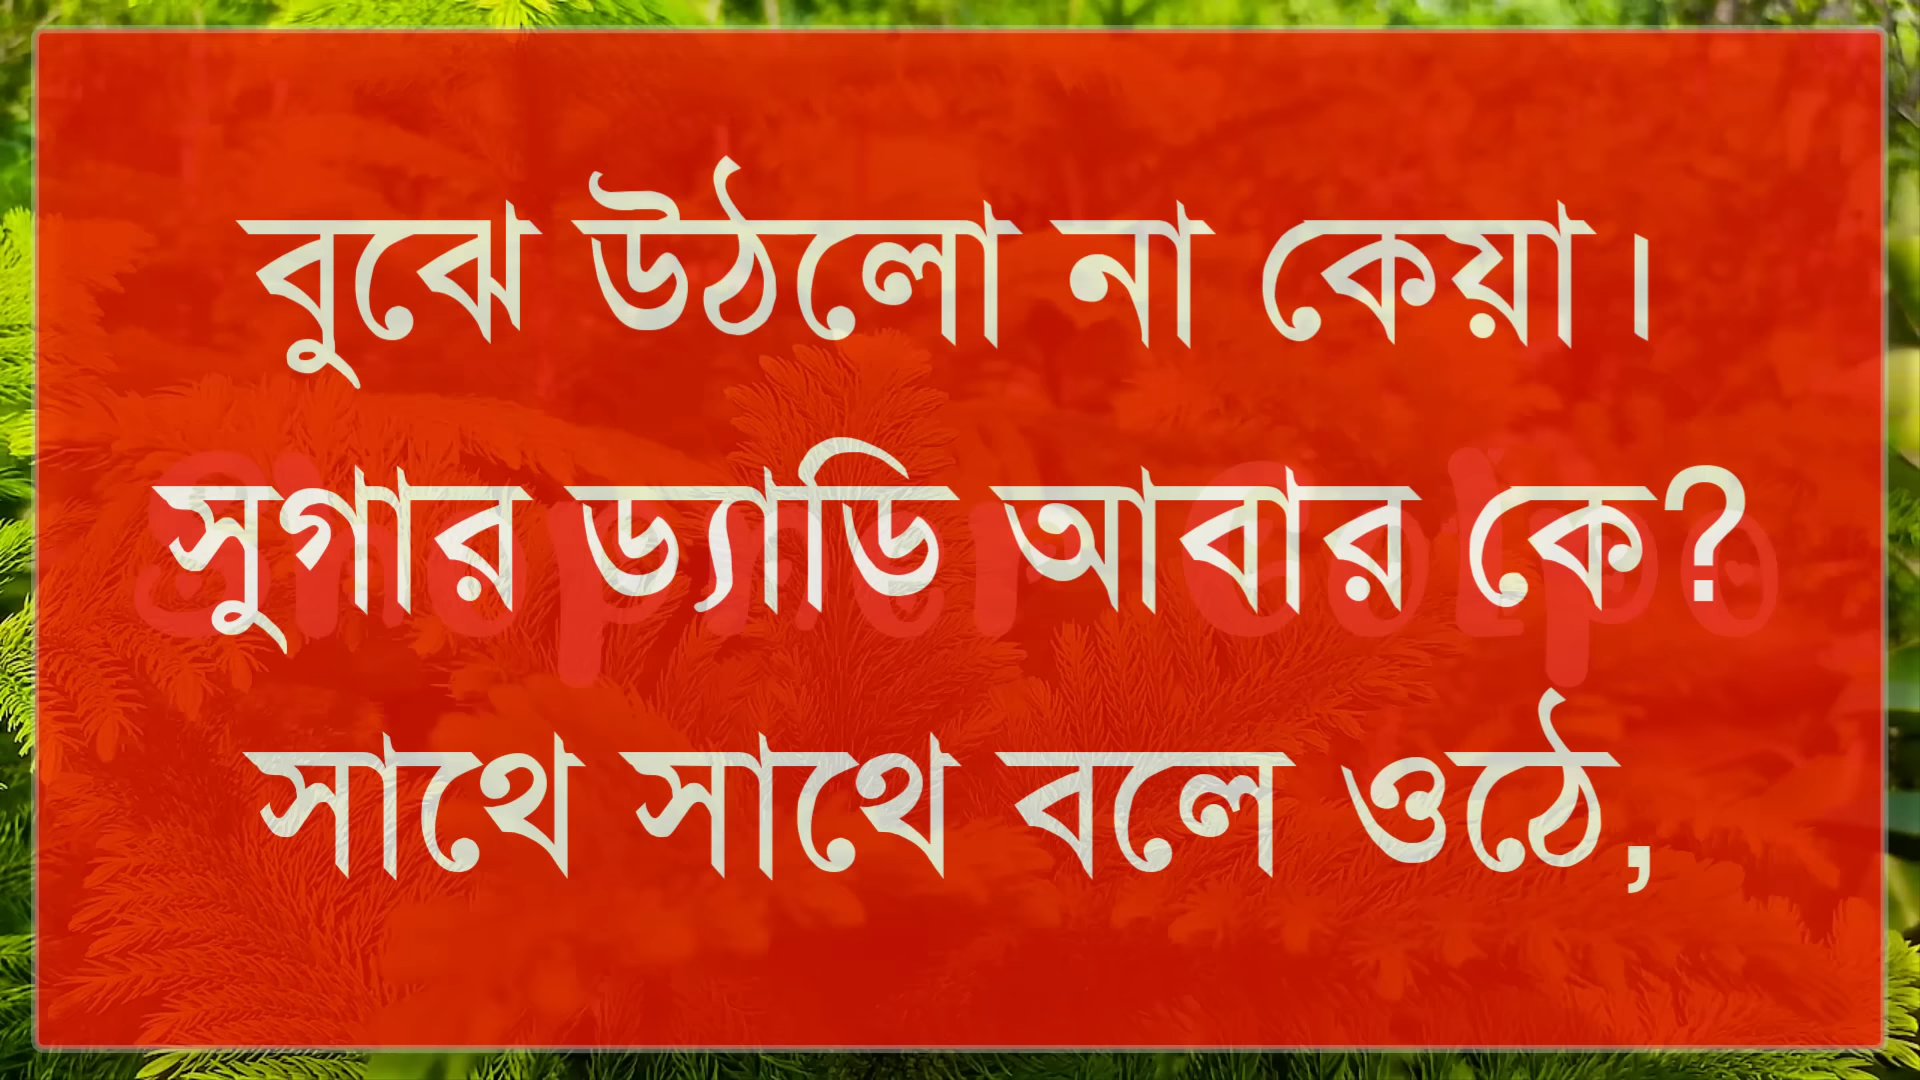 বুঝে উঠলো না কেয়া।
সুগার ড্যাডি আবার কে?
সাথে সাথে বলে ওঠে,